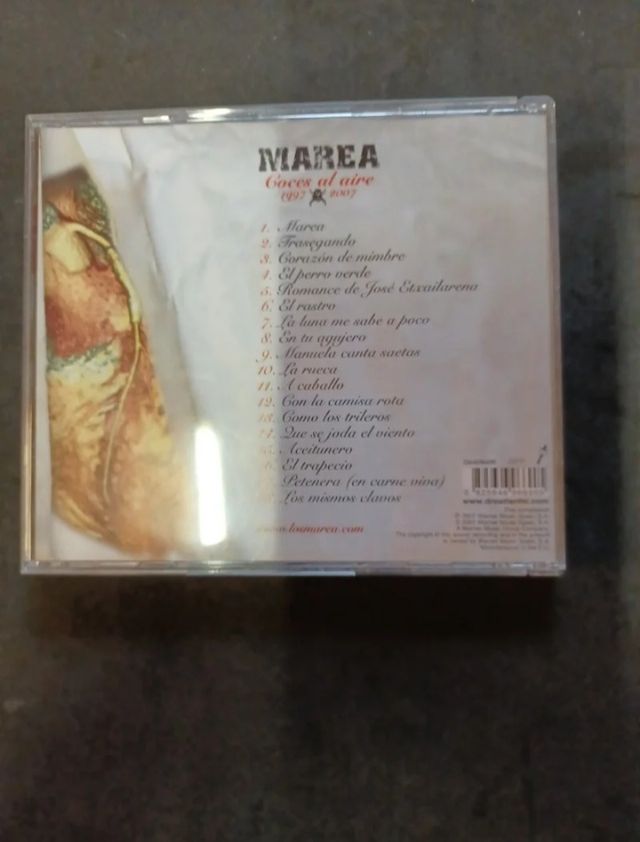 MAREA
Coces al aire
1997 2007
1. Marea
2. Trasegando
3. Corazón de mimbre
4. El perro verde
5. Romance de José Etxailarena
6. El rastro
7. La luna me sabe a poco
8. En tu agujero
9. Manuela canta saetas
10. La rueca
11. A caballo
12. Con la camisa rota
13. Como los trileros
14. Que se joda el viento
15. Aceitunero
16. El trapecio
17. Petenera (en carne viva)
18. Los mismos clavos
www.losmarea.com